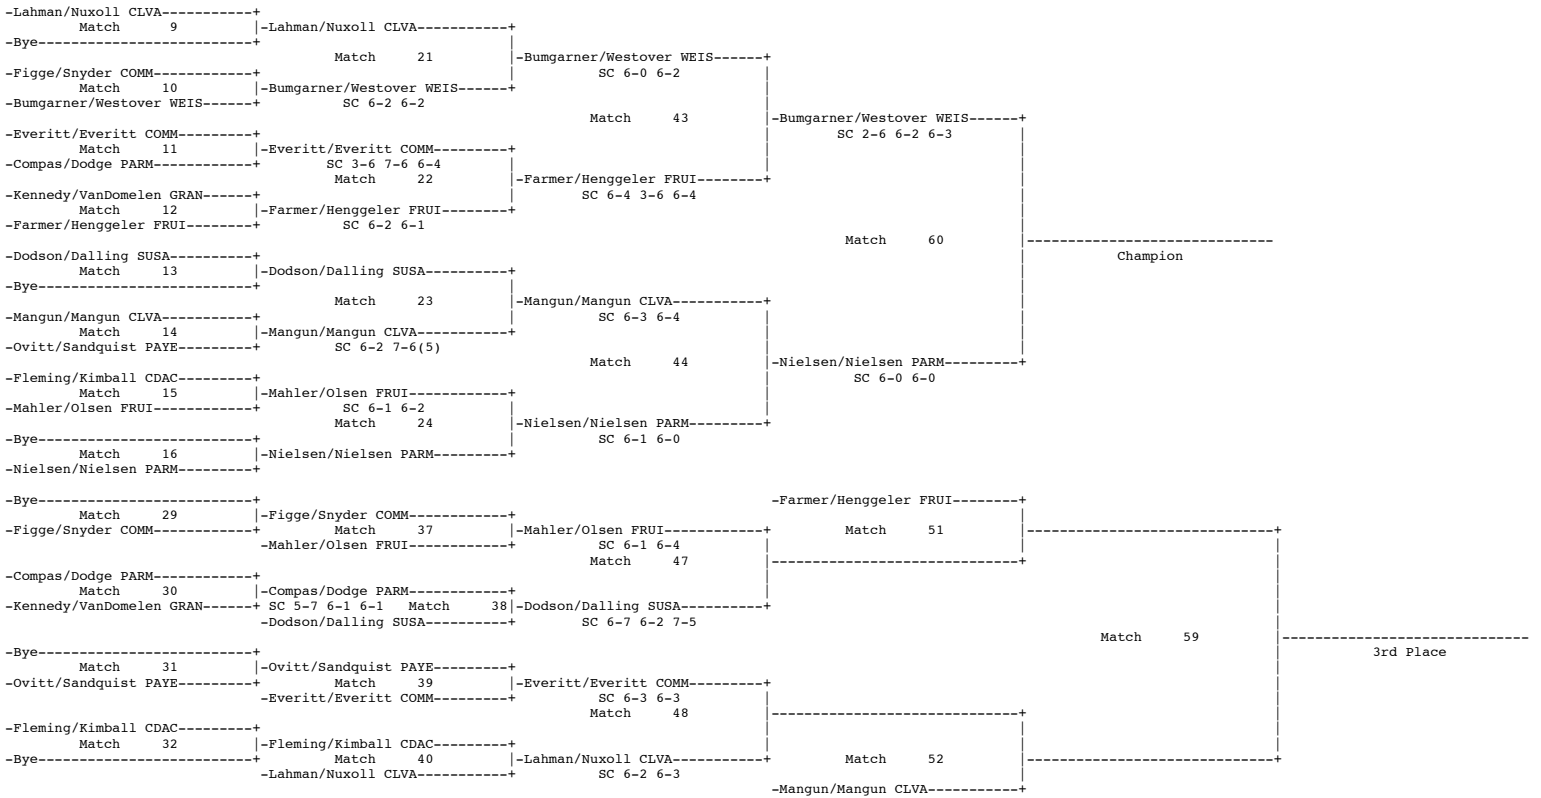 -Lahman/Nuxoll CLVA-----------+
Match 9 |-Lahman/Nuxoll CLVA-----------+
-Bye--------------------------+
Match 21 |-Bumgarner/Westover WEIS------+
-Figge/Snyder COMM------------+ SC 6-0 6-2
Match 10 |-Bumgarner/Westover WEIS------+
-Bumgarner/Westover WEIS------+ SC 6-2 6-2
Match 43 |-Bumgarner/Westover WEIS------+
-Everitt/Everitt COMM---------+ SC 2-6 6-2 6-3
Match 11 |-Everitt/Everitt COMM---------+
-Compas/Dodge PARM------------+ SC 3-6 7-6 6-4
Match 22 |-Farmer/Henggeler FRUI--------+
-Kennedy/VanDomelen GRAN------+ SC 6-4 3-6 6-4
Match 12 |-Farmer/Henggeler FRUI--------+
-Farmer/Henggeler FRUI--------+ SC 6-2 6-1
Match 60 |------------------------------
-Dodson/Dalling SUSA----------+ Champion
Match 13 |-Dodson/Dalling SUSA----------+
-Bye--------------------------+
Match 23 |-Mangun/Mangun CLVA-----------+
-Mangun/Mangun CLVA-----------+ SC 6-3 6-4
Match 14 |-Mangun/Mangun CLVA-----------+
-Ovitt/Sandquist PAYE---------+ SC 6-2 7-6(5)
Match 44 |-Nielsen/Nielsen PARM---------+
-Fleming/Kimball CDAC---------+ SC 6-0 6-0
Match 15 |-Mahler/Olsen FRUI------------+
-Mahler/Olsen FRUI------------+ SC 6-1 6-2
Match 24 |-Nielsen/Nielsen PARM---------+
-Bye--------------------------+ SC 6-1 6-0
Match 16 |-Nielsen/Nielsen PARM---------+
-Nielsen/Nielsen PARM---------+
-Bye--------------------------+ -Farmer/Henggeler FRUI--------+
Match 29 |-Figge/Snyder COMM------------+
-Figge/Snyder COMM------------+ Match 37 |-Mahler/Olsen FRUI------------+ Match 51 |------------------------------+
-Mahler/Olsen FRUI------------+ SC 6-1 6-4
Match 47 |------------------------------+
-Compas/Dodge PARM------------+
Match 30 |-Compas/Dodge PARM------------+
-Kennedy/VanDomelen GRAN------+ SC 5-7 6-1 6-1 Match 38|-Dodson/Dalling SUSA----------+
-Dodson/Dalling SUSA----------+ SC 6-7 6-2 7-5
Match 59 |------------------------------
-Bye--------------------------+ 3rd Place
Match 31 |-Ovitt/Sandquist PAYE---------+
-Ovitt/Sandquist PAYE---------+ Match 39 |-Everitt/Everitt COMM---------+
-Everitt/Everitt COMM---------+ SC 6-3 6-3
Match 48 |------------------------------+
-Fleming/Kimball CDAC---------+
Match 32 |-Fleming/Kimball CDAC---------+
-Bye--------------------------+ Match 40 |-Lahman/Nuxoll CLVA-----------+ Match 52 |------------------------------+
-Lahman/Nuxoll CLVA-----------+ SC 6-2 6-3
-Mangun/Mangun CLVA-----------+